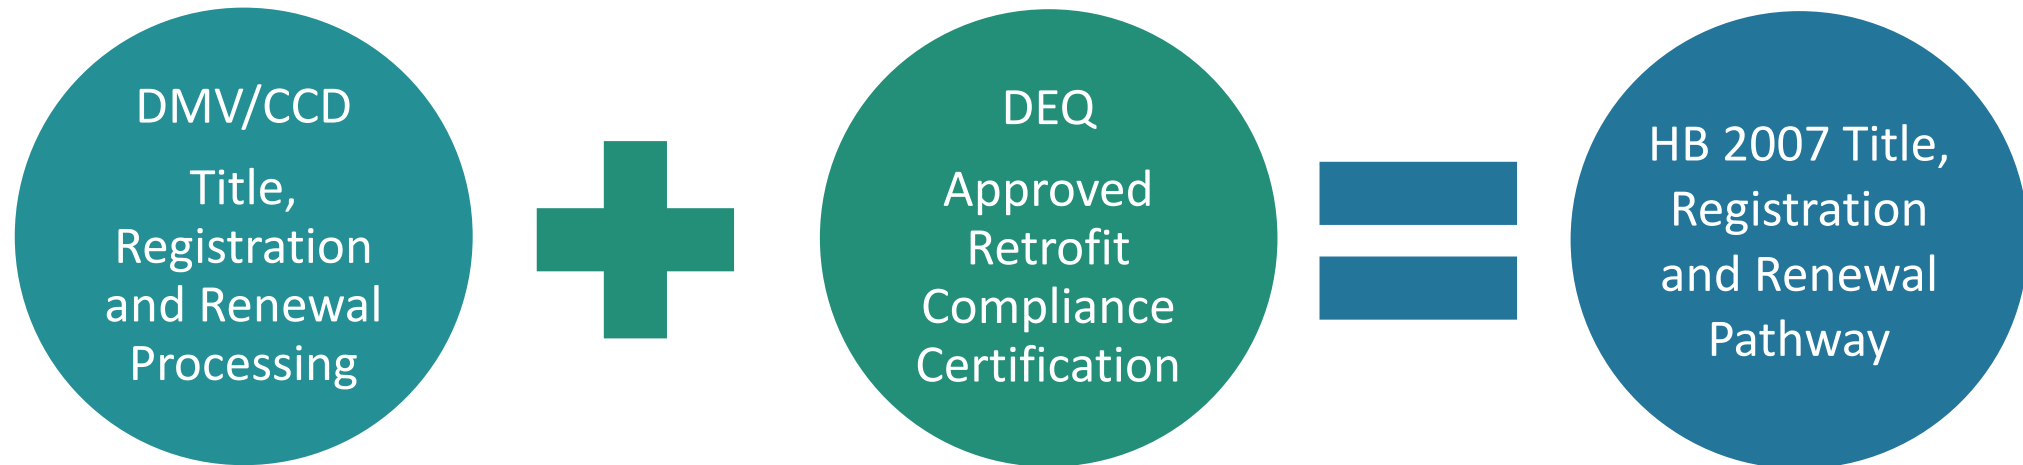 DMV/CCD
Title,
Registration
and Renewal
Processing
DEQ
Approved
Retrofit
Compliance
Certification
HB 2007 Title,
Registration
and Renewal
Pathway